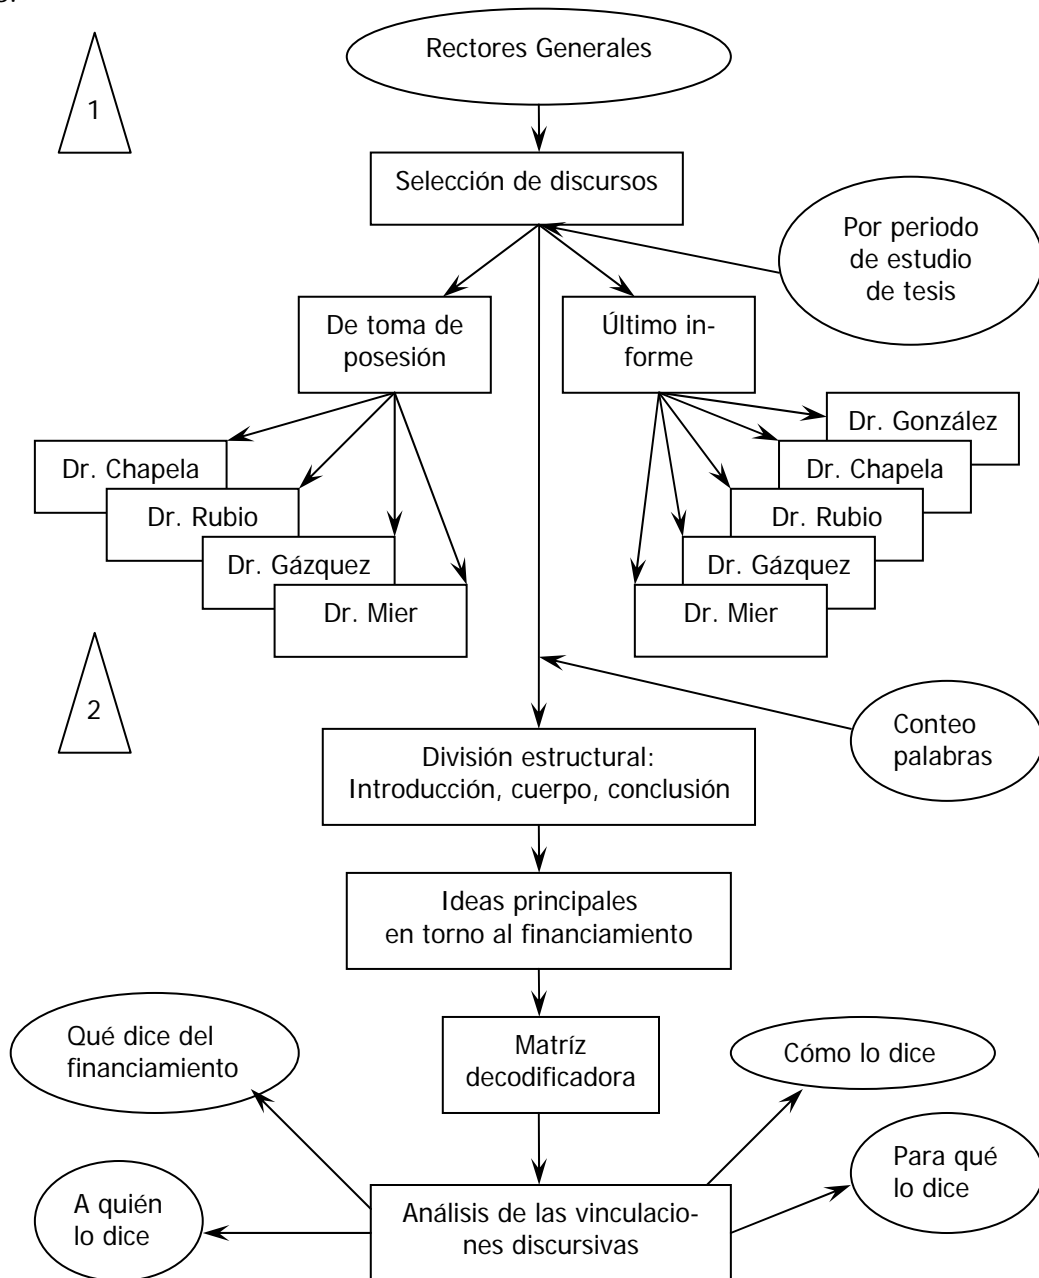 Rectores Generales
1
Selección de discursos
Por periodo
de estudio
de tesis
De toma de
posesión
Último in-
forme
Dr. González
Dr. Chapela
Dr. Chapela
Dr. Rubio
Dr. Rubio
Dr. Gázquez
Dr. Gázquez
Dr. Mier
Dr. Mier
2
Conteo
palabras
División estructural:
Introducción, cuerpo, conclusión
Ideas principales
en torno al financiamiento
Qué dice del
financiamiento
Matríz
decodificadora
Cómo lo dice
Para qué
lo dice
A quién
lo dice
Análisis de las vinculacio-
nes discursivas